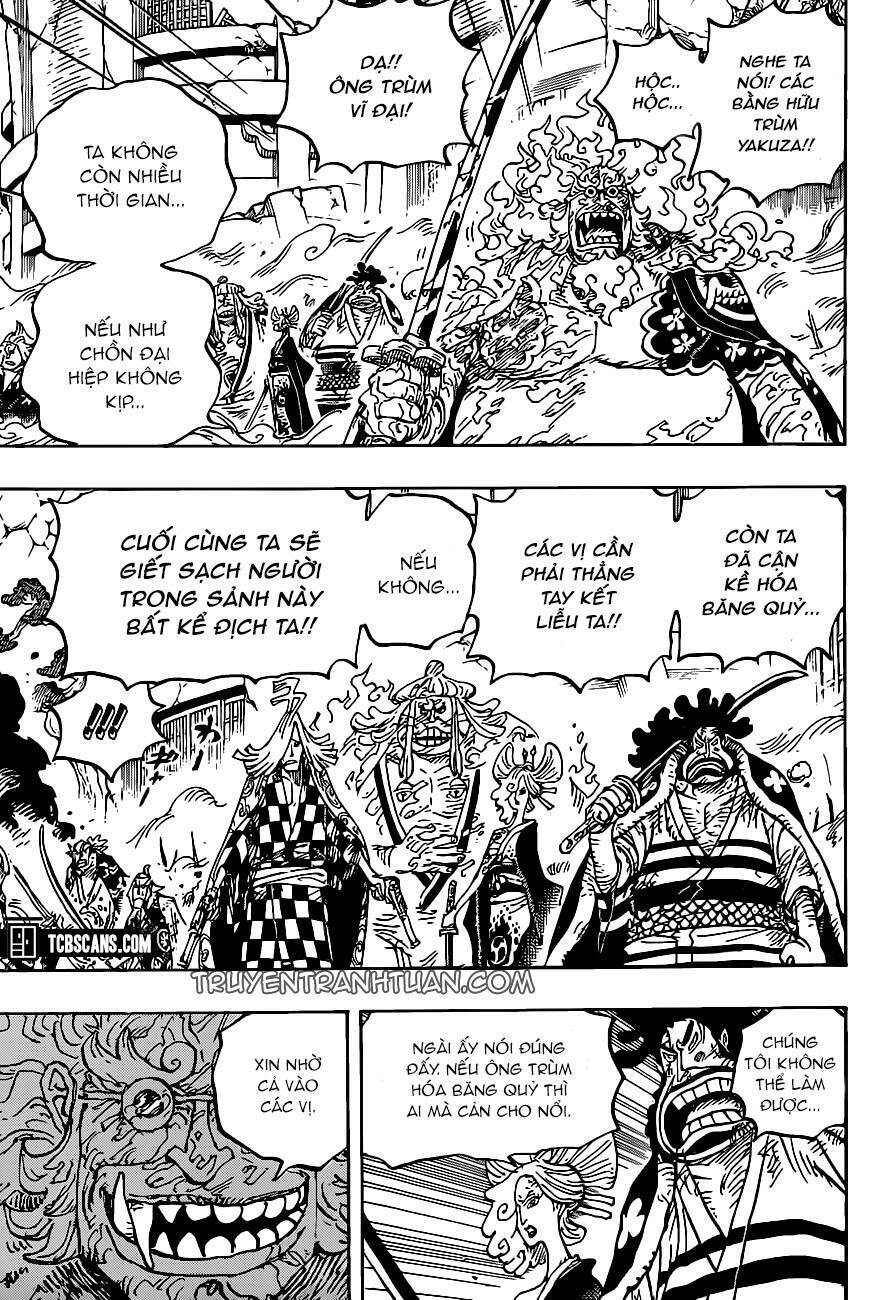 NGHE TA
NÓI! CÁC
BẰNG HỮU
TRÙM
YAKUZA!!
HỘC..
HỘC...
DẠ!!
ÔNG TRÙM
VĨ ĐẠI!
TA KHÔNG
CÒN NHIỀU
THỜI GIAN...
NẾU NHƯ
CHỒN ĐẠI
HIỆP KHÔNG
KỊP...
CÒN TA
ĐÃ CẬN
KỀ HÓA
BĂNG QUỶ...
CÁC VỊ CẦN
PHẢI THẲNG
TAY KẾT
LIỄU TA!!
NẾU
KHÔNG...
CUỐI CÙNG TA SẼ
GIẾT SẠCH NGƯỜI
TRONG SẢNH NÀY
BẤT KỂ ĐỊCH TA!!
!!!
TCBSCANS.COM
TRUYENTRANHTUAN.COM
CHÚNG
TÔI KHÔNG
THỂ LÀM
ĐƯỢC...
NGÀI ẤY NÓI ĐÚNG
ĐẤY. NẾU ÔNG TRÙM
HÓA BĂNG QUỶ THÌ
AI MÀ CẢN CHO NỔI.
XIN NHỜ
CẢ VÀO
CÁC VỊ.